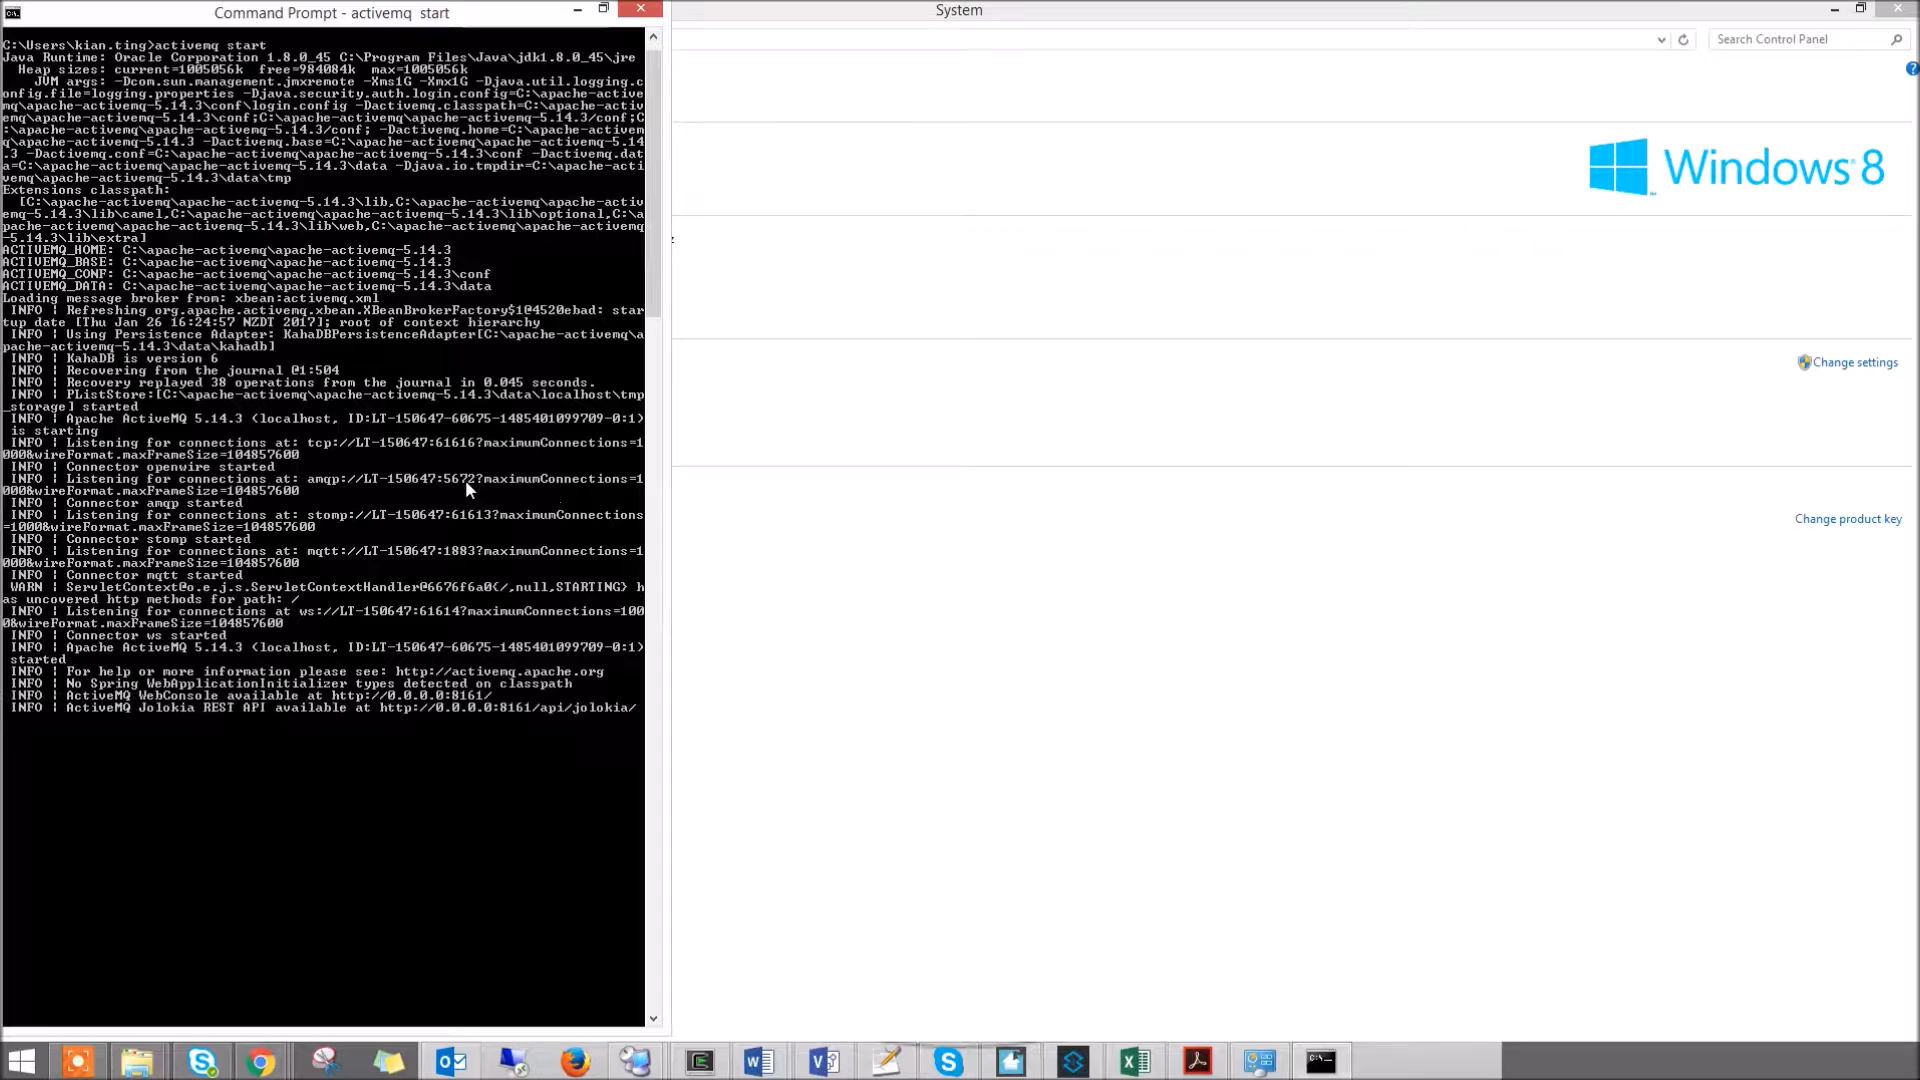 Command Prompt - activemq  start
System
Search Control Panel
C:\Users\kian.ting>activemq start
Java Runtime: Oracle Corporation 1.8.0_45 C:\Program Files\Java\jdk1.8.0_45\jre
Heap sizes: current=1005056k  free=984084k  max=1005056k
JVM args: -Dcom.sun.management.jmxremote -Xms1G -Xmx1G -Djava.util.logging.c
onfig.file=logging.properties -Djava.security.auth.login.config=C:\apache-active
mq\apache-activemq-5.14.3\conf\login.config -Dactivemq.classpath=C:\apache-activ
emq\apache-activemq-5.14.3\conf;C:\apache-activemq\apache-activemq-5.14.3/conf;C
:\apache-activemq\apache-activemq-5.14.3/conf; -Dactivemq.home=C:\apache-activem
q\apache-activemq-5.14.3 -Dactivemq.base=C:\apache-activemq\apache-activemq-5.14
.3 -Dactivemq.conf=C:\apache-activemq\apache-activemq-5.14.3\conf -Dactivemq.dat
a=C:\apache-activemq\apache-activemq-5.14.3\data -Djava.io.tmpdir=C:\apache-acti
vemq\apache-activemq-5.14.3\data\tmp
Extensions classpath:
[C:\apache-activemq\apache-activemq-5.14.3\lib,C:\apache-activemq\apache-activ
emq-5.14.3\lib\camel,C:\apache-activemq\apache-activemq-5.14.3\lib\optional,C:\a
pache-activemq\apache-activemq-5.14.3\lib\web,C:\apache-activemq\apache-activemq
-5.14.3\lib\extra]
ACTIVEMQ_HOME: C:\apache-activemq\apache-activemq-5.14.3
ACTIVEMQ_BASE: C:\apache-activemq\apache-activemq-5.14.3
ACTIVEMQ_CONF: C:\apache-activemq\apache-activemq-5.14.3\conf
ACTIVEMQ_DATA: C:\apache-activemq\apache-activemq-5.14.3\data
Loading message broker from: xbean:activemq.xml
INFO | Refreshing org.apache.activemq.xbean.XBeanBrokerFactory$1@4520ebad: star
tup date [Thu Jan 26 16:24:57 NZDT 2017]; root of context hierarchy
INFO | Using Persistence Adapter: KahaDBPersistenceAdapter[C:\apache-activemq\a
pache-activemq-5.14.3\data\kahadb]
INFO | KahaDB is version 6
INFO | Recovering from the journal @1:504
INFO | Recovery replayed 38 operations from the journal in 0.045 seconds.
INFO | PListStore:[C:\apache-activemq\apache-activemq-5.14.3\data\localhost\tmp
_storage] started
INFO | Apache ActiveMQ 5.14.3 (localhost, ID:LT-150647-60675-1485401099709-0:1)
is starting
INFO | Listening for connections at: tcp://LT-150647:61616?maximumConnections=1
000&wireFormat.maxFrameSize=104857600
INFO | Connector openwire started
INFO | Listening for connections at: amqp://LT-150647:5672?maximumConnections=1
000&wireFormat.maxFrameSize=104857600
INFO | Connector amqp started
INFO | Listening for connections at: stomp://LT-150647:61613?maximumConnections
=1000&wireFormat.maxFrameSize=104857600
INFO | Connector stomp started
INFO | Listening for connections at: mqtt://LT-150647:1883?maximumConnections=1
000&wireFormat.maxFrameSize=104857600
INFO | Connector mqtt started
WARN | ServletContext@o.e.j.s.ServletContextHandler@6676f6a0{/,null,STARTING} h
as uncovered http methods for path: /
INFO | Listening for connections at ws://LT-150647:61614?maximumConnections=100
0&wireFormat.maxFrameSize=104857600
INFO | Connector ws started
INFO | Apache ActiveMQ 5.14.3 (localhost, ID:LT-150647-60675-1485401099709-0:1)
started
INFO | For help or more information please see: http://activemq.apache.org
INFO | No Spring WebApplicationInitializer types detected on classpath
INFO | ActiveMQ WebConsole available at http://0.0.0.0:8161/
INFO | ActiveMQ Jolokia REST API available at http://0.0.0.0:8161/api/jolokia/
Windows 8
z
Change settings
Change product key